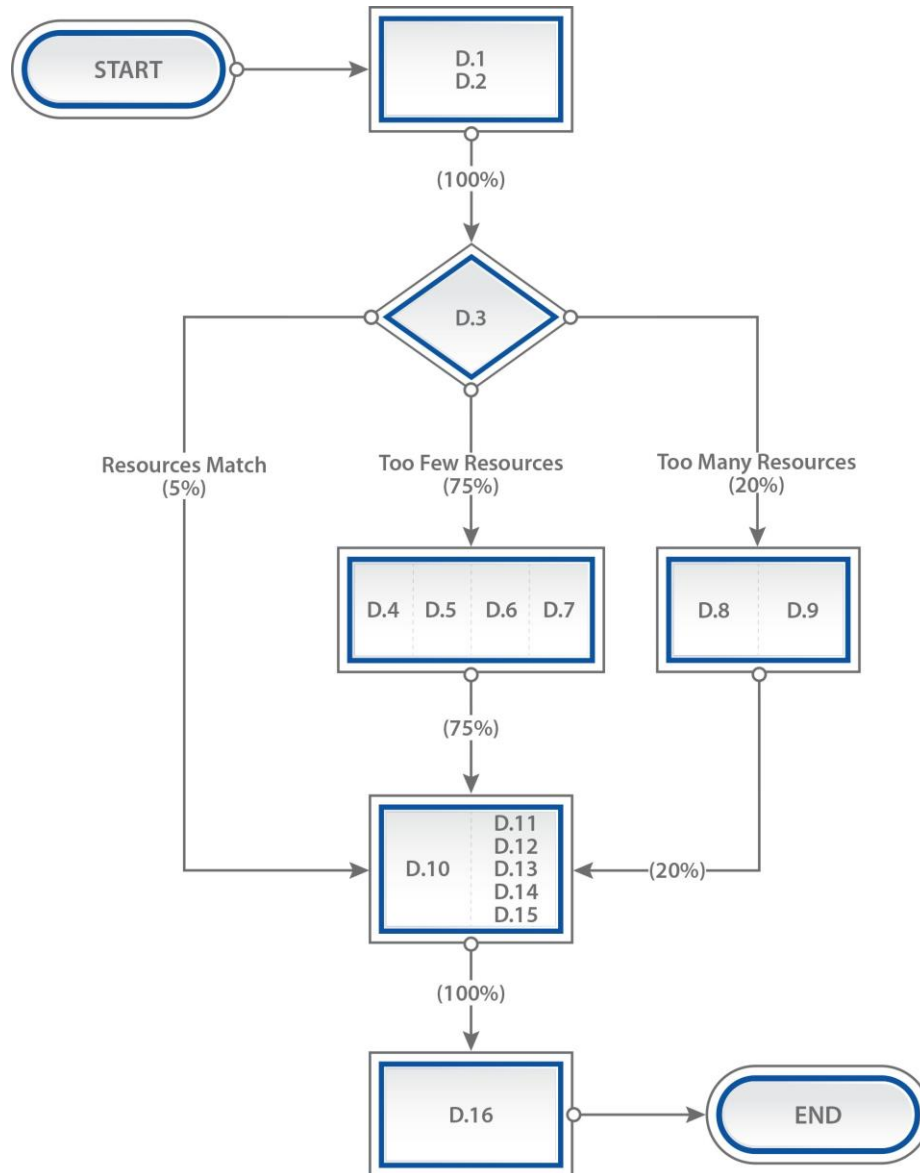 START
D.1
D.2
(100%)
D.3
Resources Match
(5%)
Too Few Resources
(75%)
Too Many Resources
(20%)
D.4 D.5 D.6 D.7
D.8 D.9
(75%)
D.10
D.11
D.12
D.13
D.14
D.15
(20%)
(100%)
D.16
END